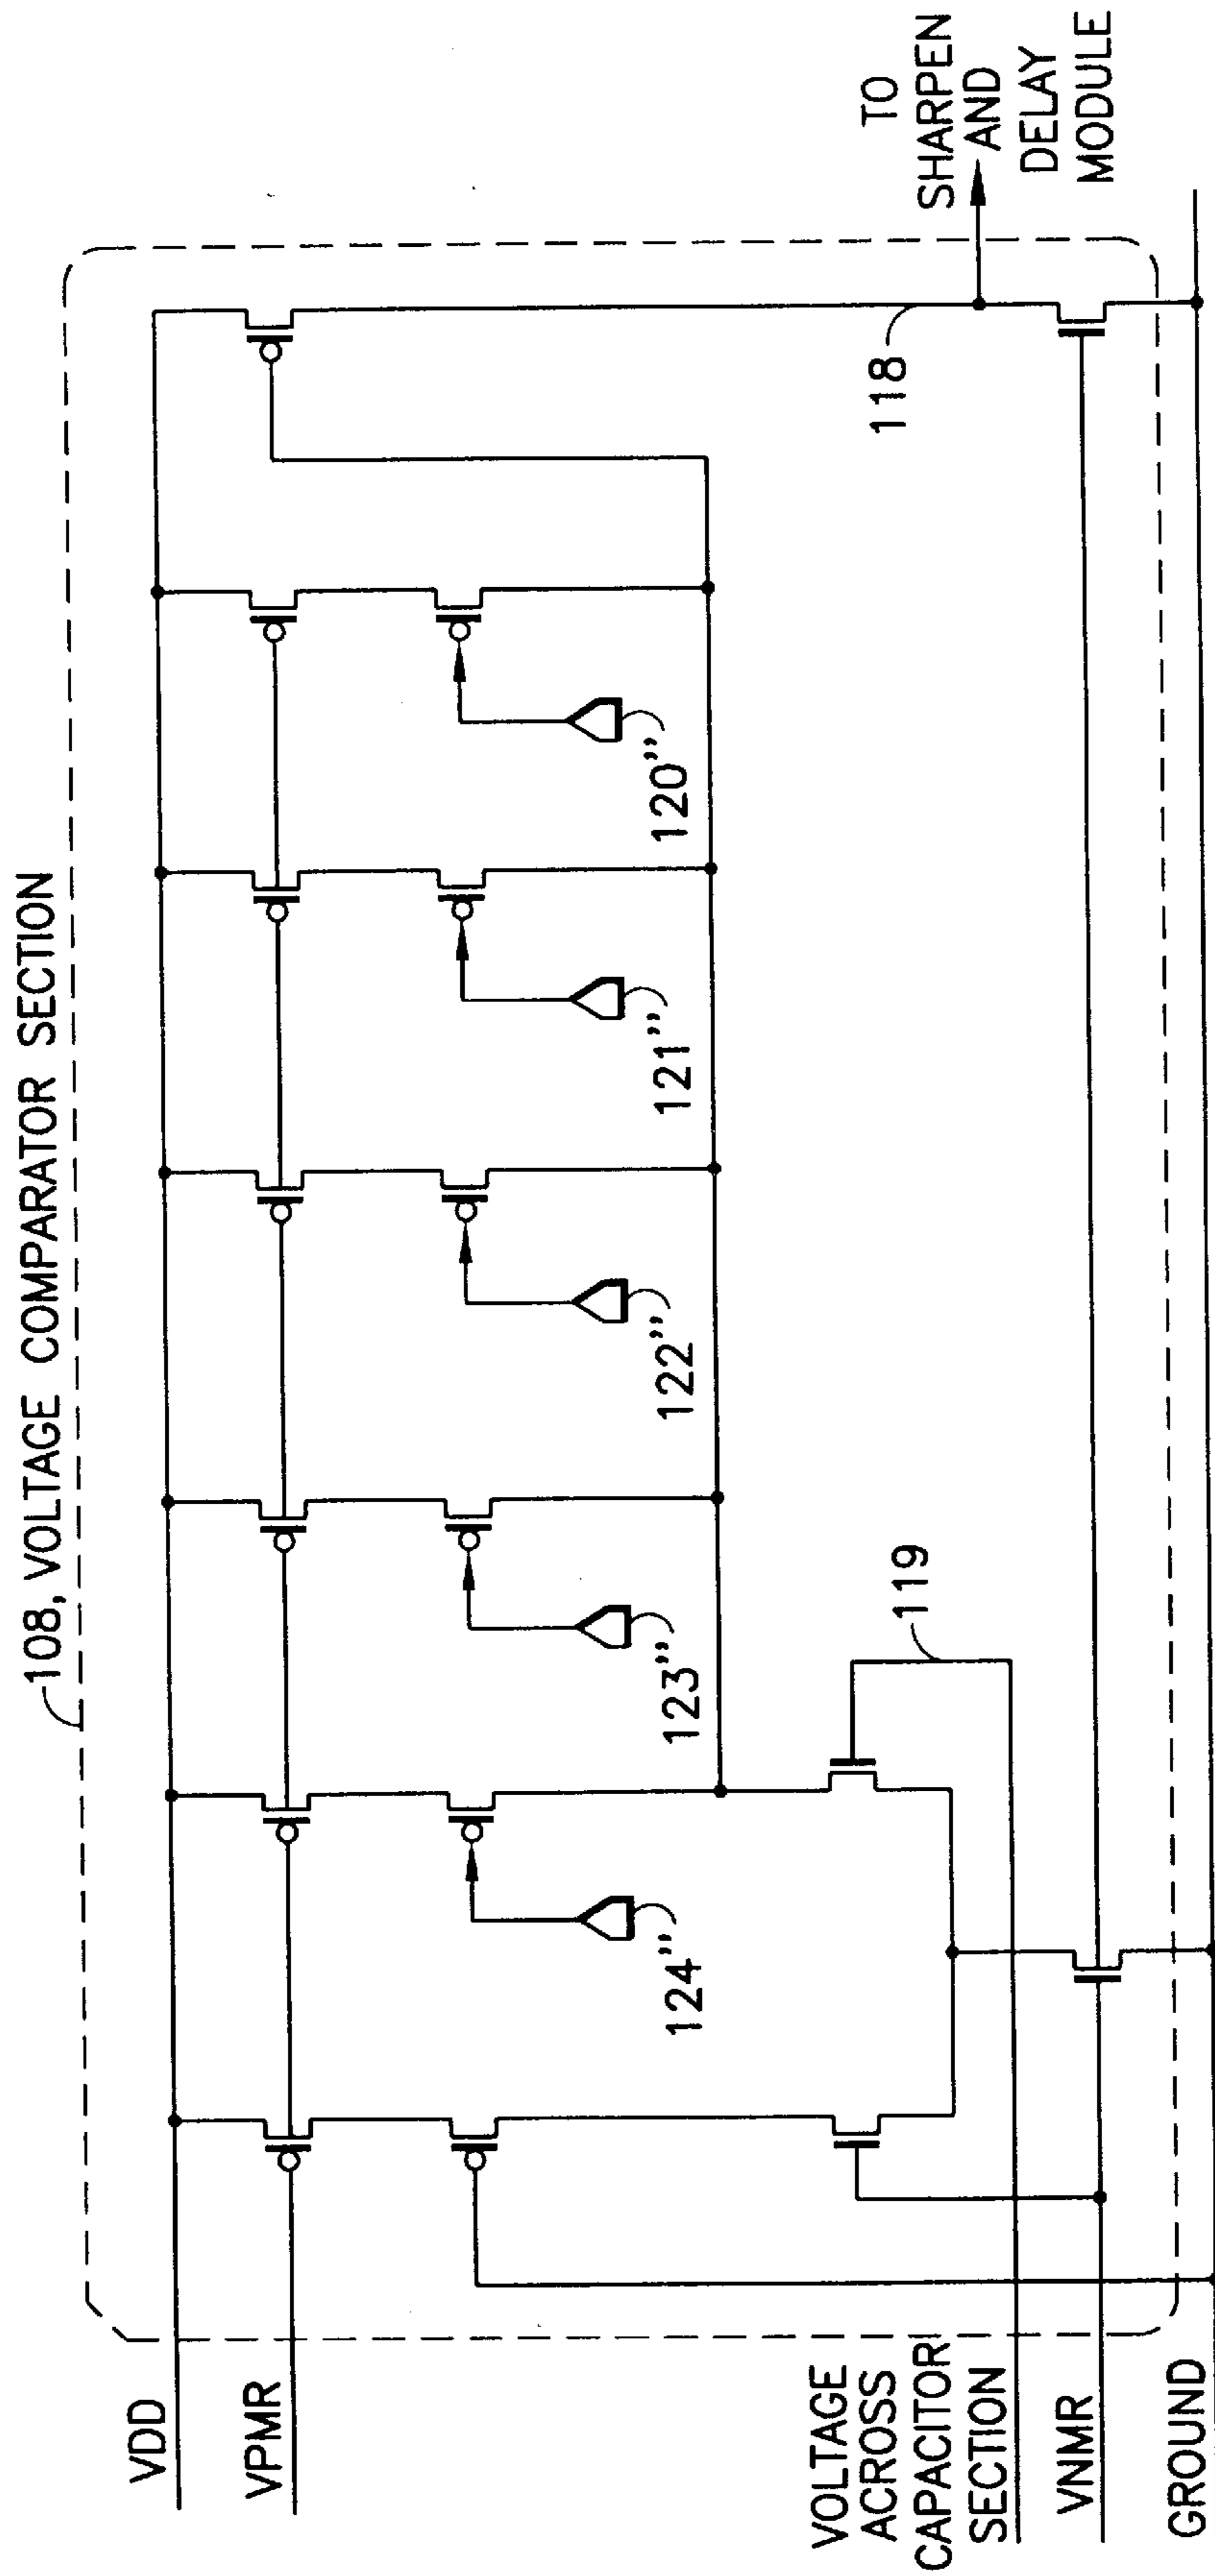 108, VOLTAGE COMPARATOR SECTION
VDD
VPMR
124”
123”
122”
121”
120”
119
118
VOLTAGE
ACROSS
CAPACITOR
SECTION
VNMR
GROUND
TO
SHARPEN
AND
DELAY
MODULE